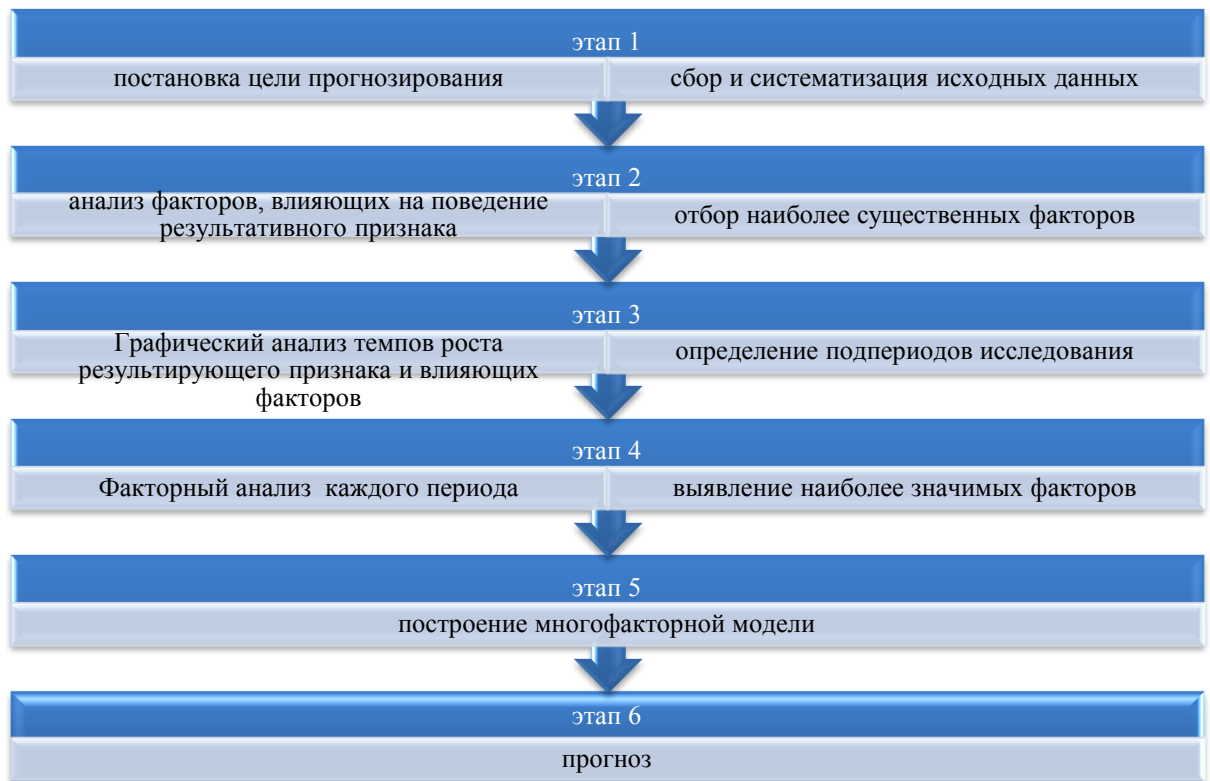 этап 1
постановка цели прогнозирования
сбор и систематизация исходных данных
этап 2
анализ факторов, влияющих на поведение
результативного признака
отбор наиболее существенных факторов
этап 3
Графический анализ темпов роста
результирующего признака и влияющих
факторов
определение подпериодов исследования
этап 4
Факторный анализ каждого периода
выявление наиболее значимых факторов
этап 5
построение многофакторной модели
этап 6
прогноз